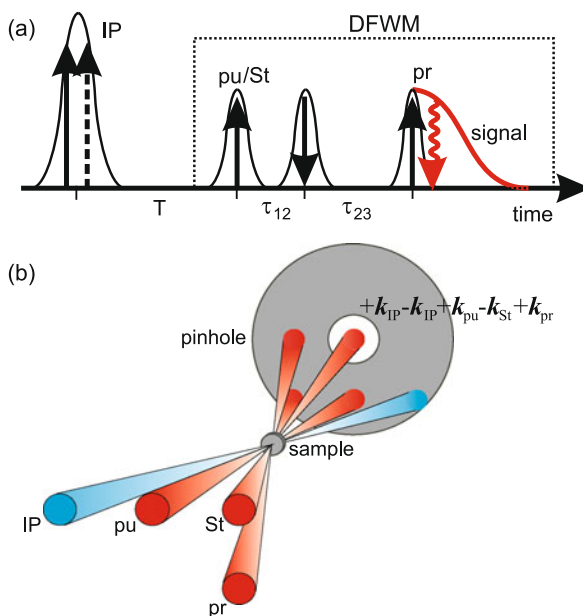 (a)
IP
DFWM
pu/St
pr
signal
T
τ12
τ23
time
(b)
+kIP-kIP+kpu-kSt+kpr
pinhole
sample
IP
pu
St
pr